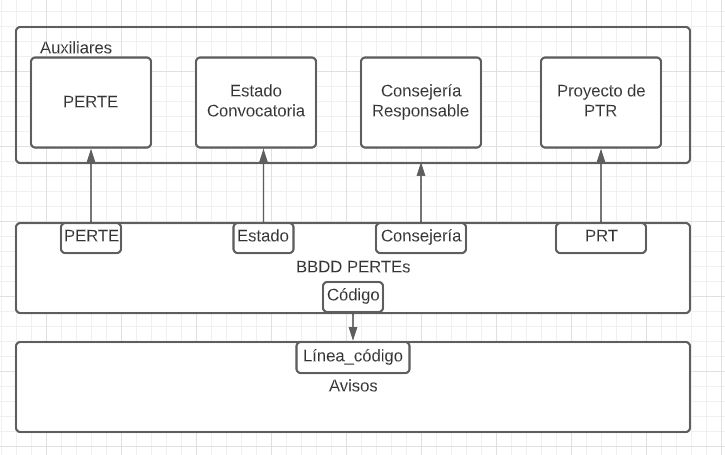 Auxiliares
PERTE
Estado
Convocatoria
Consejería
Responsable
Proyecto de
PTR
PERTE
Estado
Consejería
PRT
BBDD PERTEs
Código
Línea_código
Avisos